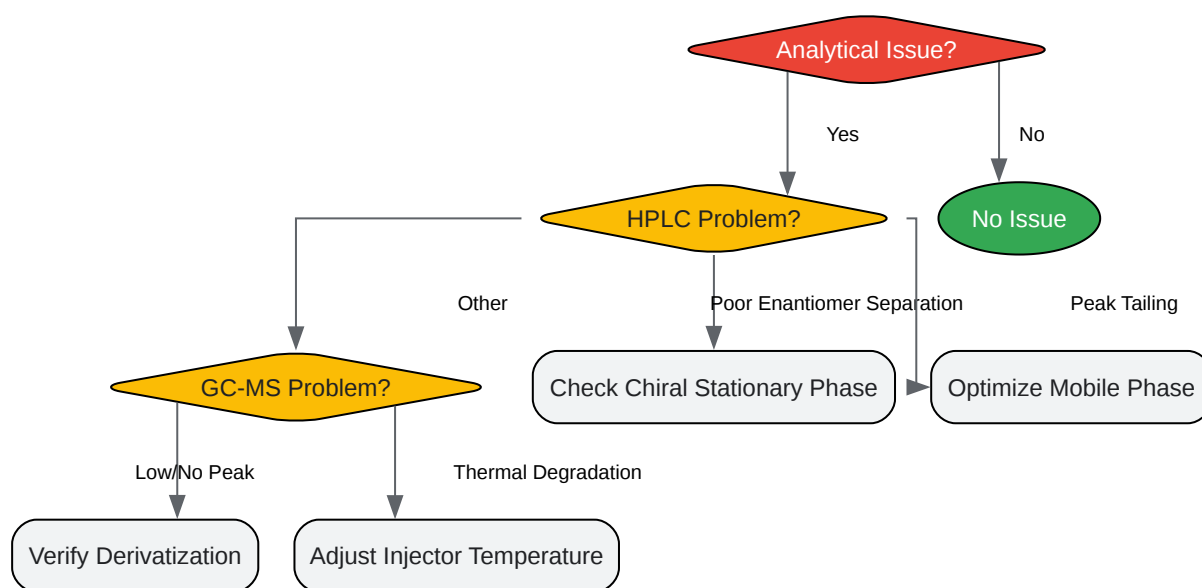 Analytical Issue?
Yes
No
HPLC Problem?
No Issue
Other
Poor Enantiomer Separation
Peak Tailing
GC-MS Problem?
Check Chiral Stationary Phase
Optimize Mobile Phase
Low/No Peak
Thermal Degradation
Verify Derivatization
Adjust Injector Temperature